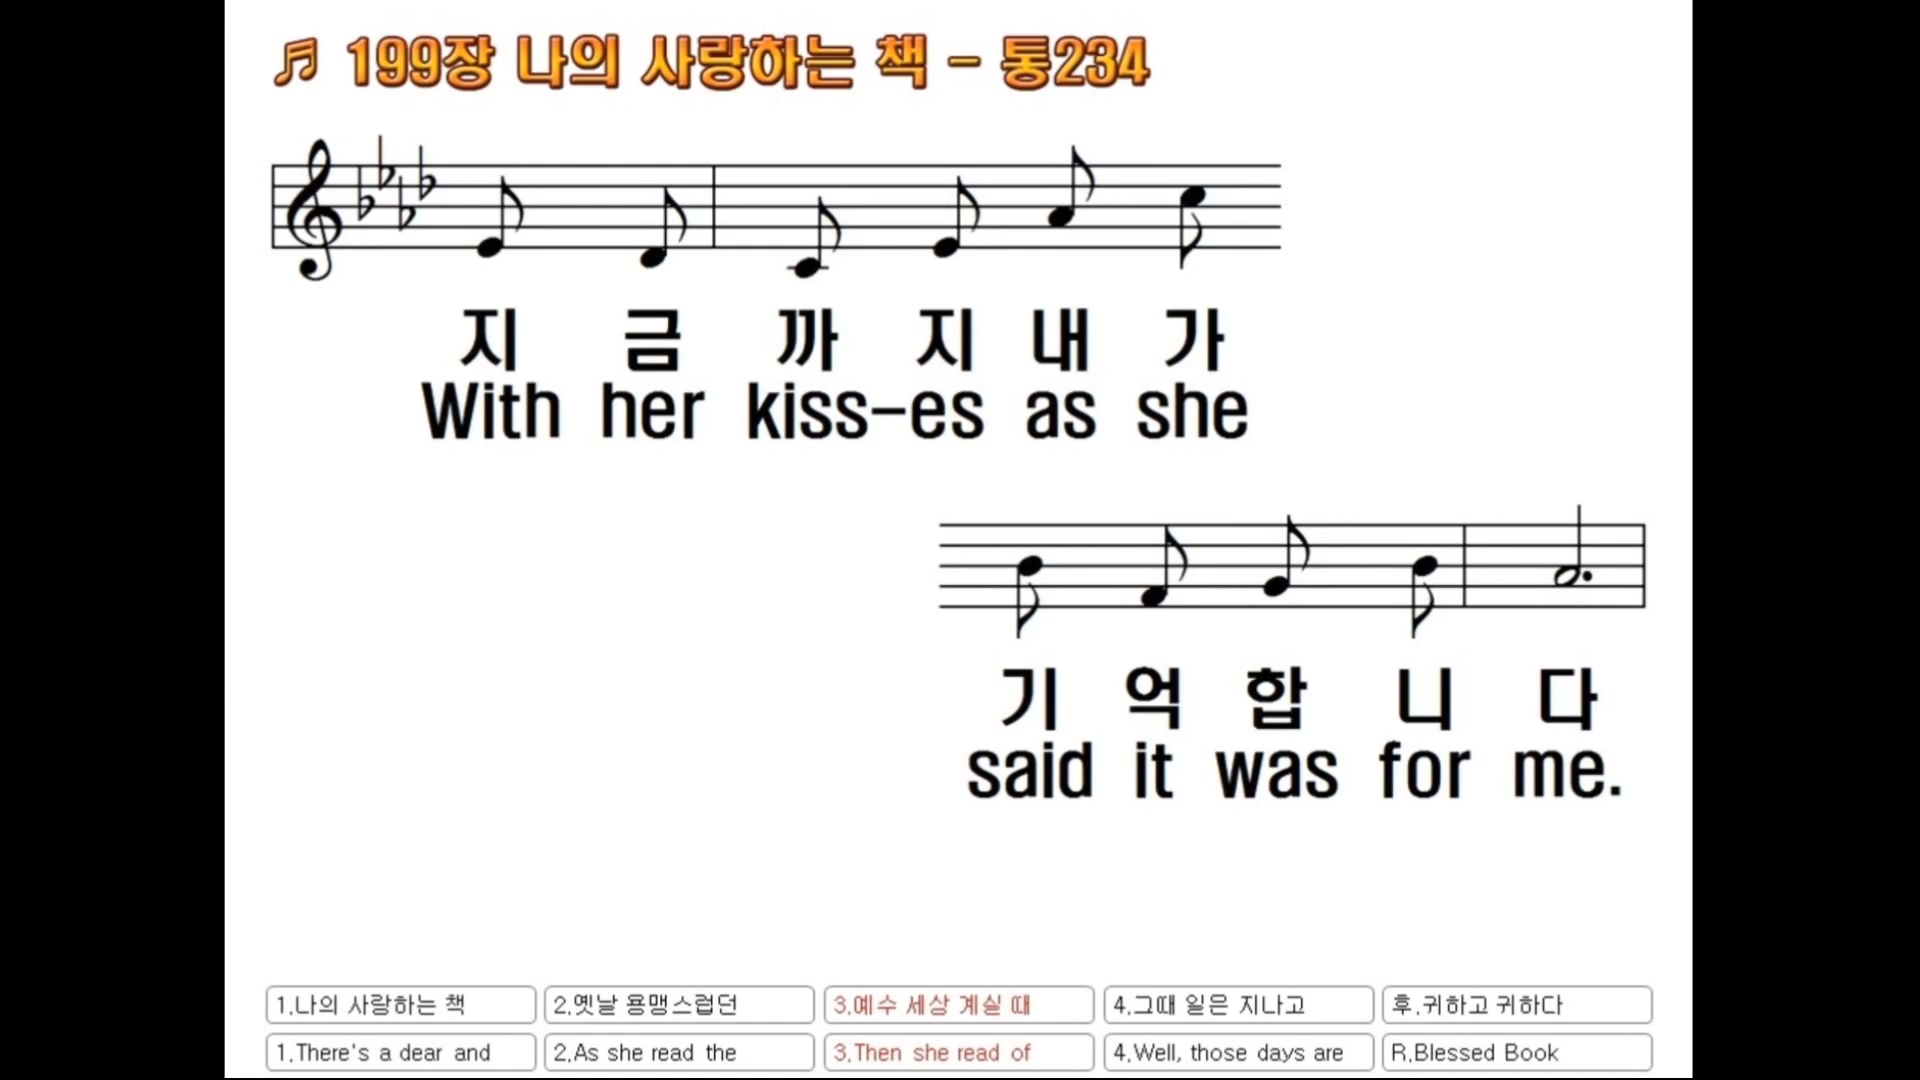 199장 나의 사랑하는 책 - 통234
지 금 까 지 내 가
With her kiss-es as she
기 억 합 니 다
said it was for me.
1.나의 사랑하는 책 2.옛날 용맹스럽던 3.예수 세상 계실 때 4.그때 일은 지나고 후.귀하고 귀하다
1.There's a dear and 2.As she read the 3.Then she read of 4.Well, those days are R.Blessed Book